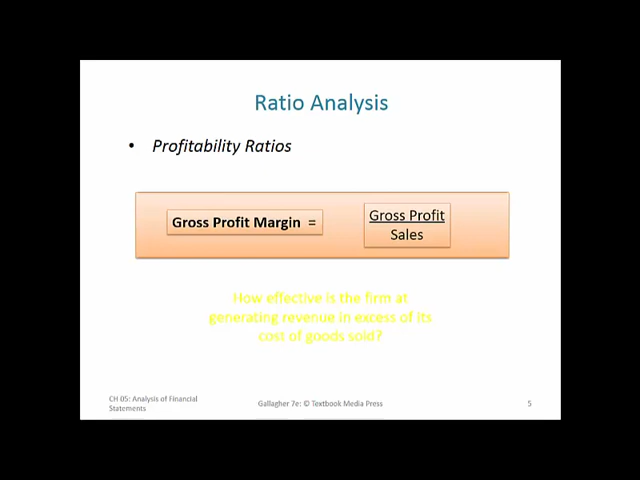 Ratio Analysis
• Profitability Ratios
Gross Profit Margin =
Gross Profit
Sales
How effective is the firm at
generating revenue in excess of its
cost of goods sold?
CH 05: Analysis of Financial
Statements
Gallagher 7e: © Textbook Media Press
5